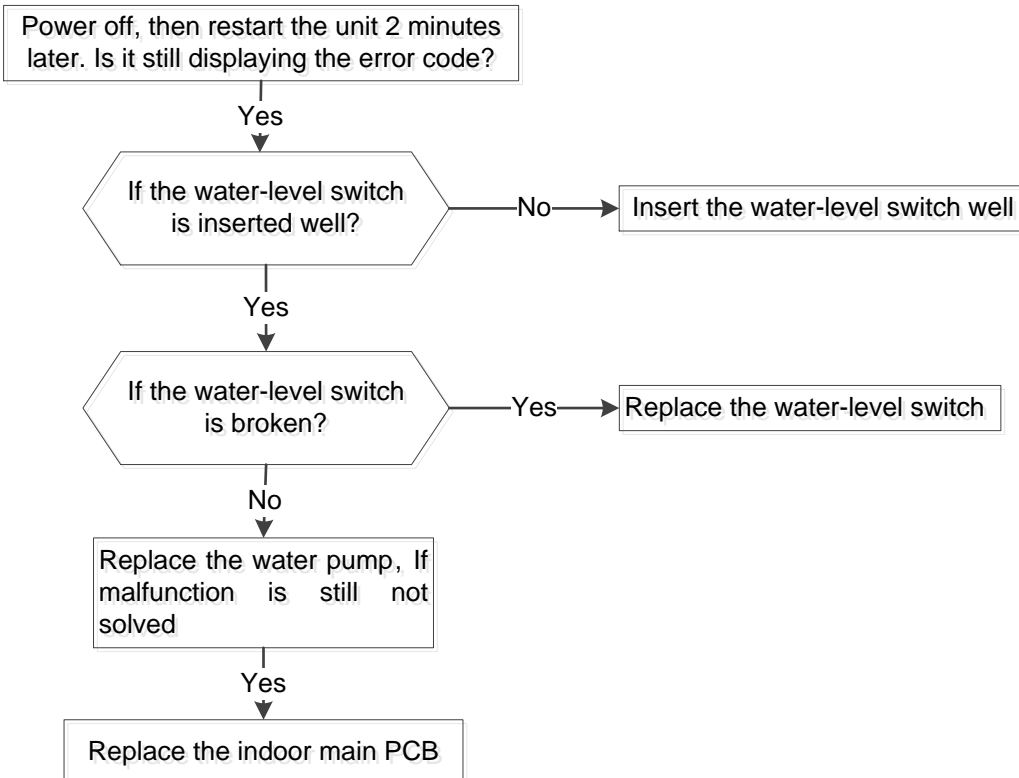 Power off, then restart the unit 2 minutes
later. Is it still displaying the error code?
Yes
If the water-level switch
is inserted well?
No
Insert the water-level switch well
Yes
If the water-level switch
is broken?
Yes
Replace the water-level switch
No
Replace the water pump, If
malfunction is still not
solved
Yes
Replace the indoor main PCB